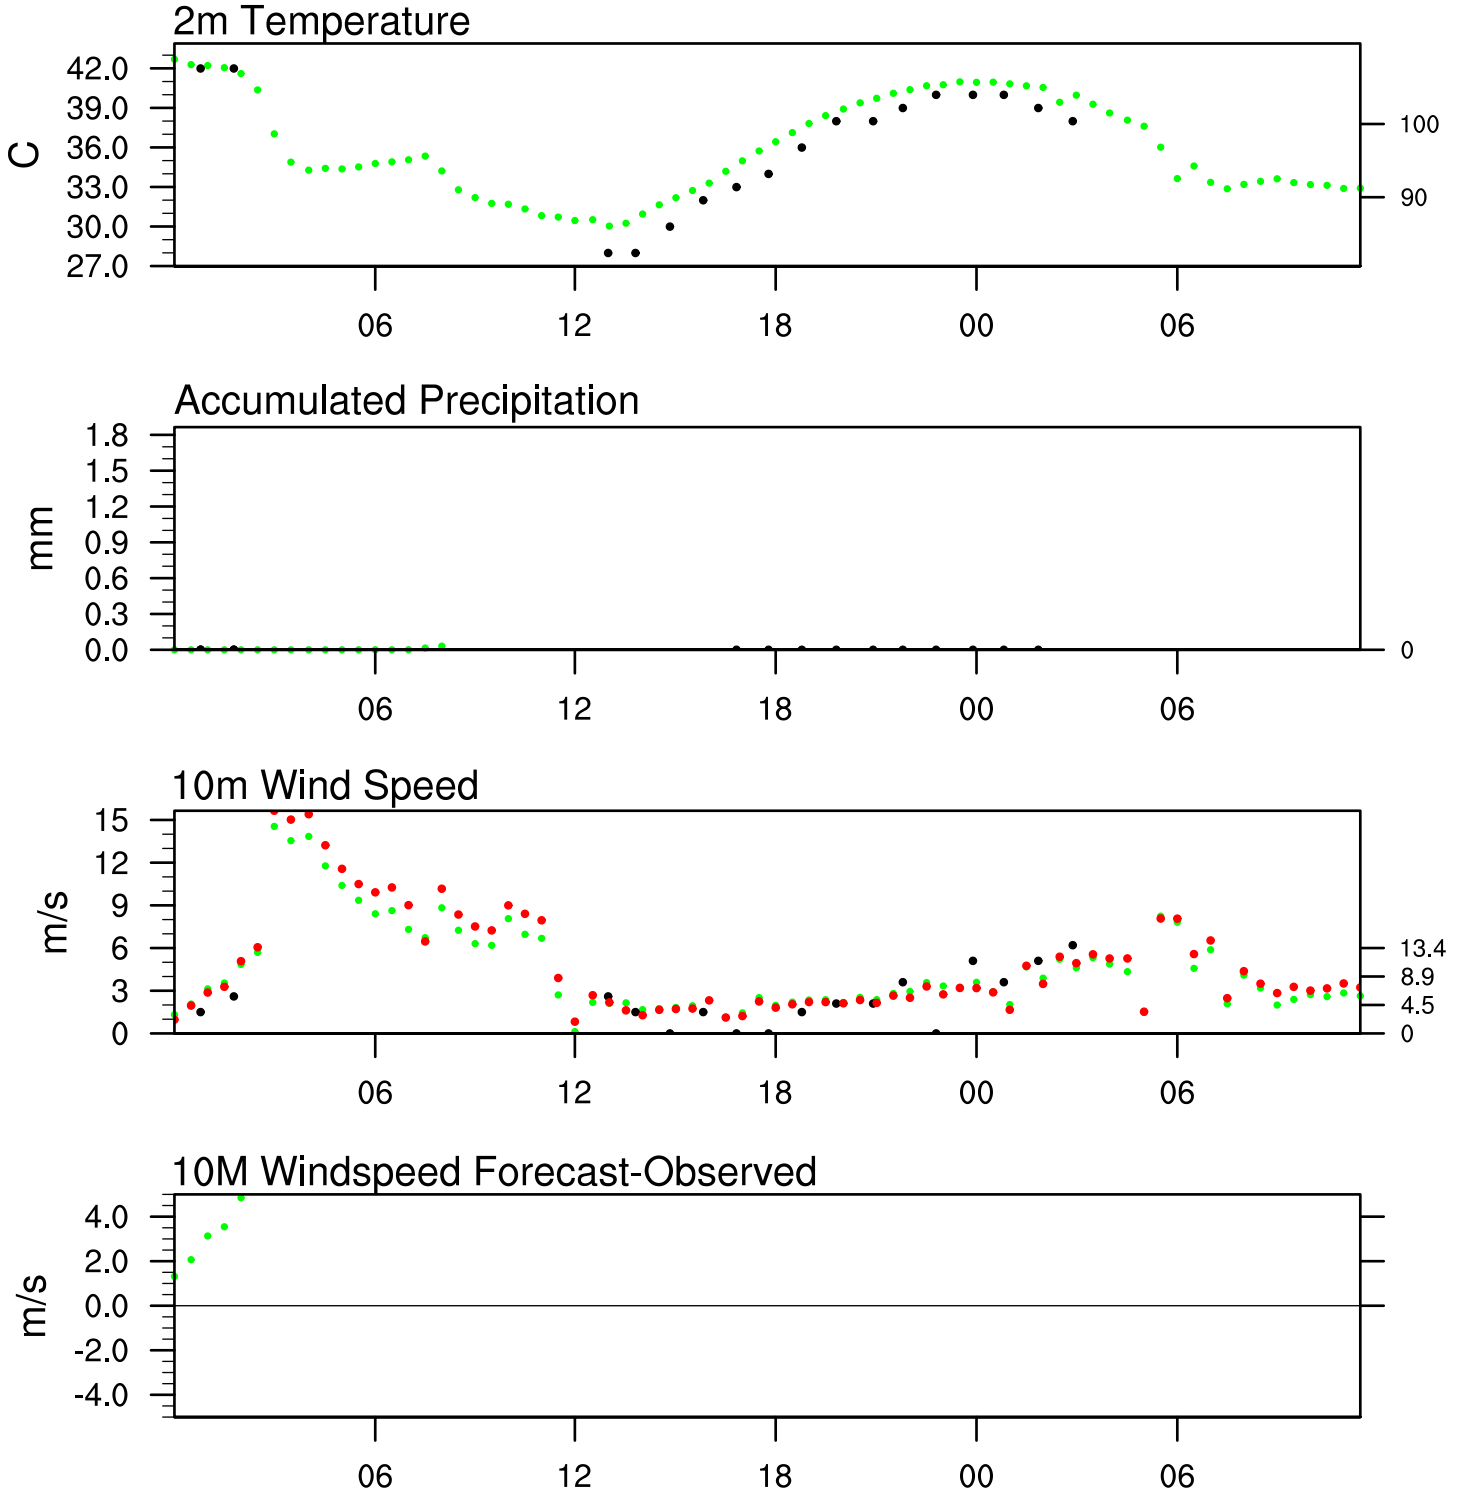 2m Temperature
42.0
39.0
36.0
33.0
30.0
27.0
C
100
90
06 12 18 00 06
Accumulated Precipitation
1.8
1.5
1.2
0.9
0.6
0.3
0.0
mm
0
06 12 18 00 06
10m Wind Speed
15
12
9
6
3
0
m/s
13.4
8.9
4.5
0
06 12 18 00 06
10M Windspeed Forecast-Observed
4.0
2.0
0.0
-2.0
-4.0
m/s
06 12 18 00 06